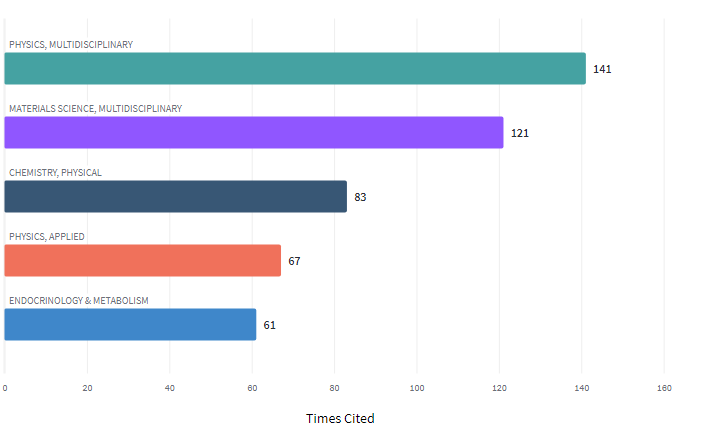 PHYSICS, MULTIDISCIPLINARY
141
MATERIALS SCIENCE, MULTIDISCIPLINARY
121
CHEMISTRY, PHYSICAL
83
PHYSICS, APPLIED
67
ENDOCRINOLOGY & METABOLISM
61
0 20 40 60 80 100 120 140 160
Times Cited